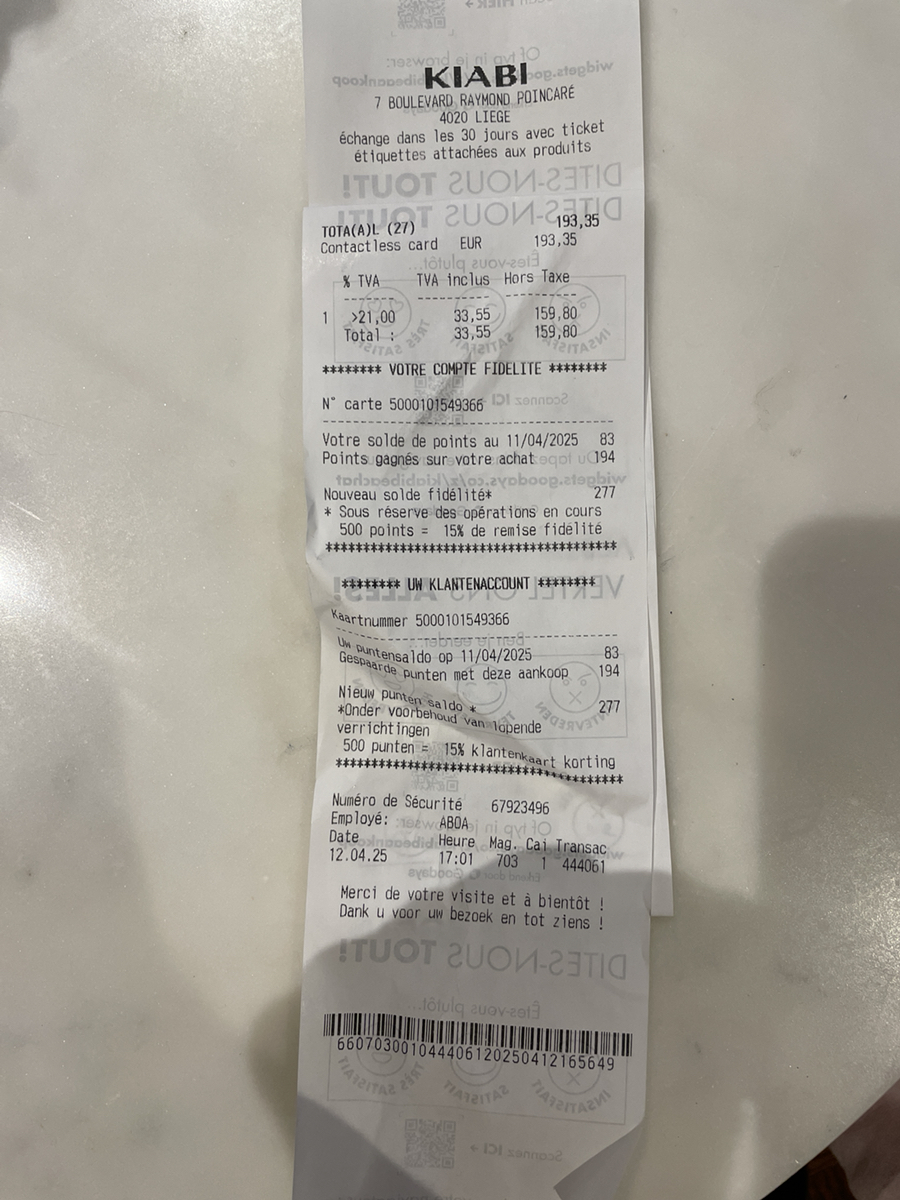 KIABI
7 BOULEVARD RAYMOND POINCARÉ
4020 LIEGE
échange dans les 30 jours avec ticket
étiquettes attachées aux produits
TOTA(A)L (27) 193,35
Contactless card EUR 193,35
% TVA TVA inclus Hors Taxe
1 >21,00 33,55 159,80
Total : 33,55 159,80
******** VOTRE COMPTE FIDELITE ********
N° carte 5000101549366
Votre solde de points au 11/04/2025 83
Points gagnés sur votre achat 194
Nouveau solde fidélité* 277
* Sous réserve des opérations en cours
500 points = 15% de remise fidélité
****************************************
******** UW KLANTENACCOUNT ********
Kaartnummer 5000101549366
Uw puntensaldo op 11/04/2025 83
Gespaarde punten met deze aankoop 194
Nieuw punten saldo * 277
*Onder voorbehoud van lopende
verrichtingen
500 punten = 15% klantenkaart korting
****************************************
Numéro de Sécurité 67923496
Employé: ABOA
Date Heure Mag. Cai Transac
12.04.25 17:01 703 1 444061
Merci de votre visite et à bientôt !
Dank u voor uw bezoek en tot ziens !
6607030010444061202504121656​49